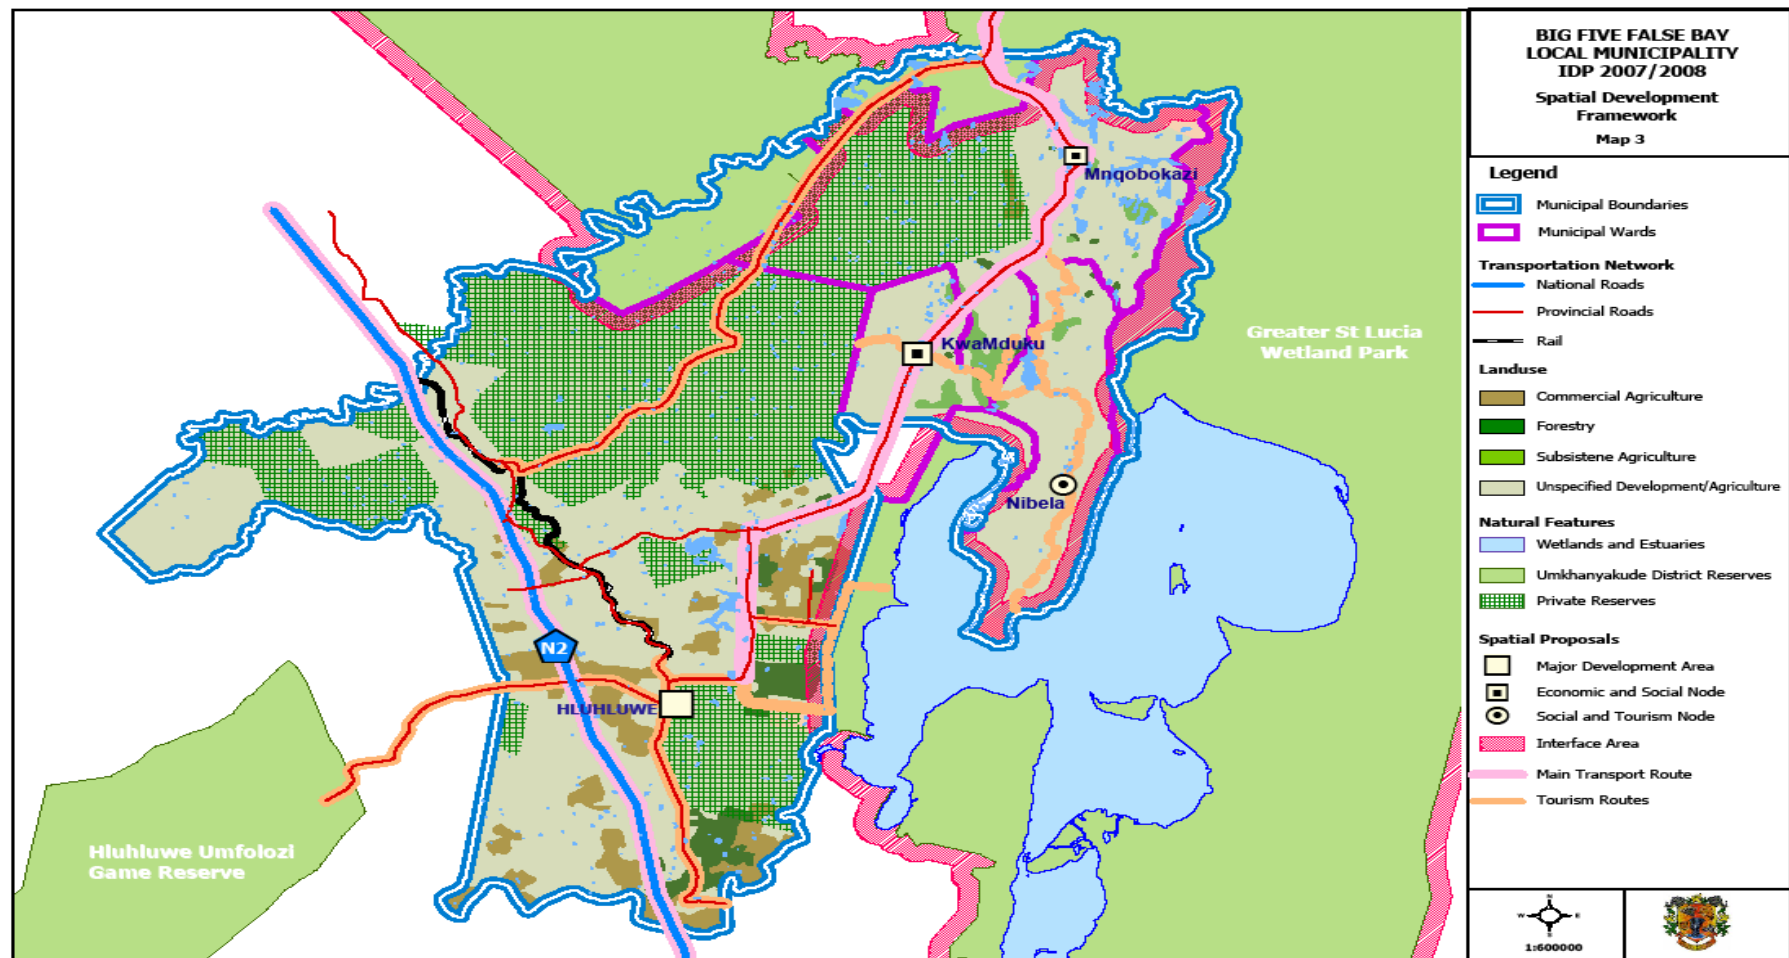 BIG FIVE FALSE BAY
LOCAL MUNICIPALITY
IDP 2007/2008
Spatial Development
Framework
Map 3
Legend
Municipal Boundaries
Municipal Wards
Transportation Network
National Roads
Provincial Roads
Rail
Landuse
Commercial Agriculture
Forestry
Subsistene Agriculture
Unspecified Development/Agriculture
Natural Features
Wetlands and Estuaries
Umkhanyakude District Reserves
Private Reserves
Spatial Proposals
Major Development Area
Economic and Social Node
Social and Tourism Node
Interface Area
Main Transport Route
Tourism Routes
N
W E
S
1:600000
Mnqobokazi
KwaMduku
Greater St Lucia
Wetland Park
Nibela
N2
HLUHLUWE
Hluhluwe Umfolozi
Game Reserve